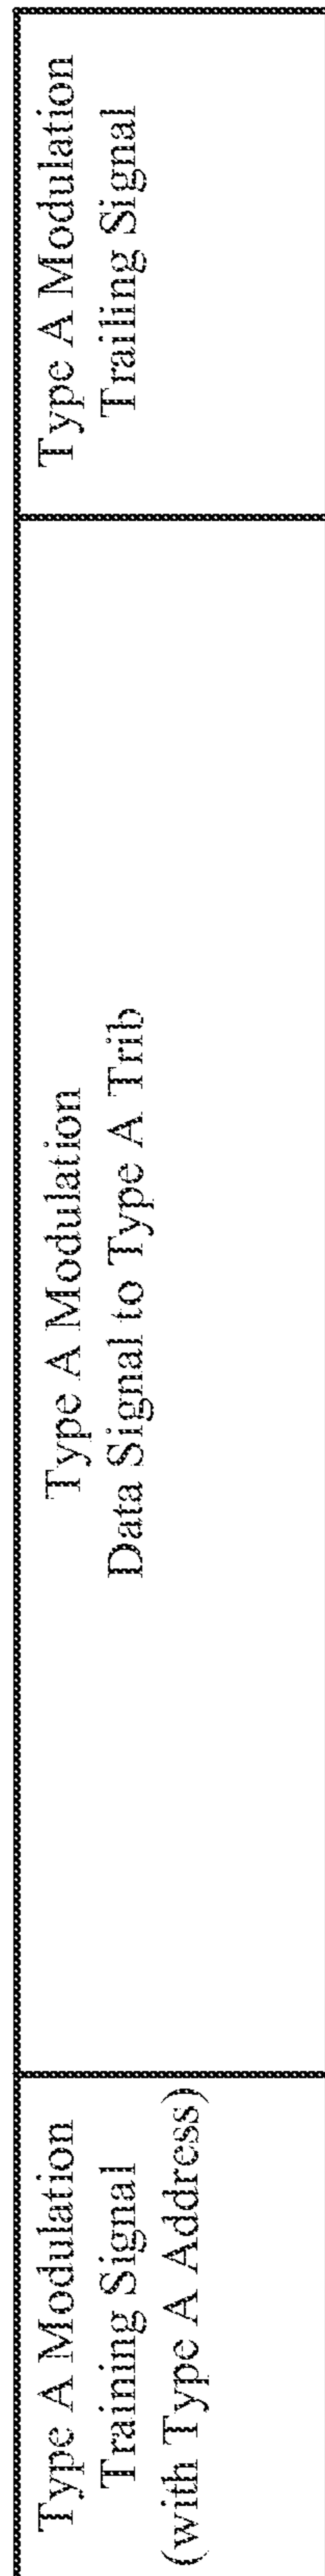 Type A Modulation
Training Signal
(with Type A Address)
Type A Modulation
Data Signal to Type A Trib
Type A Modulation
Trailing Signal